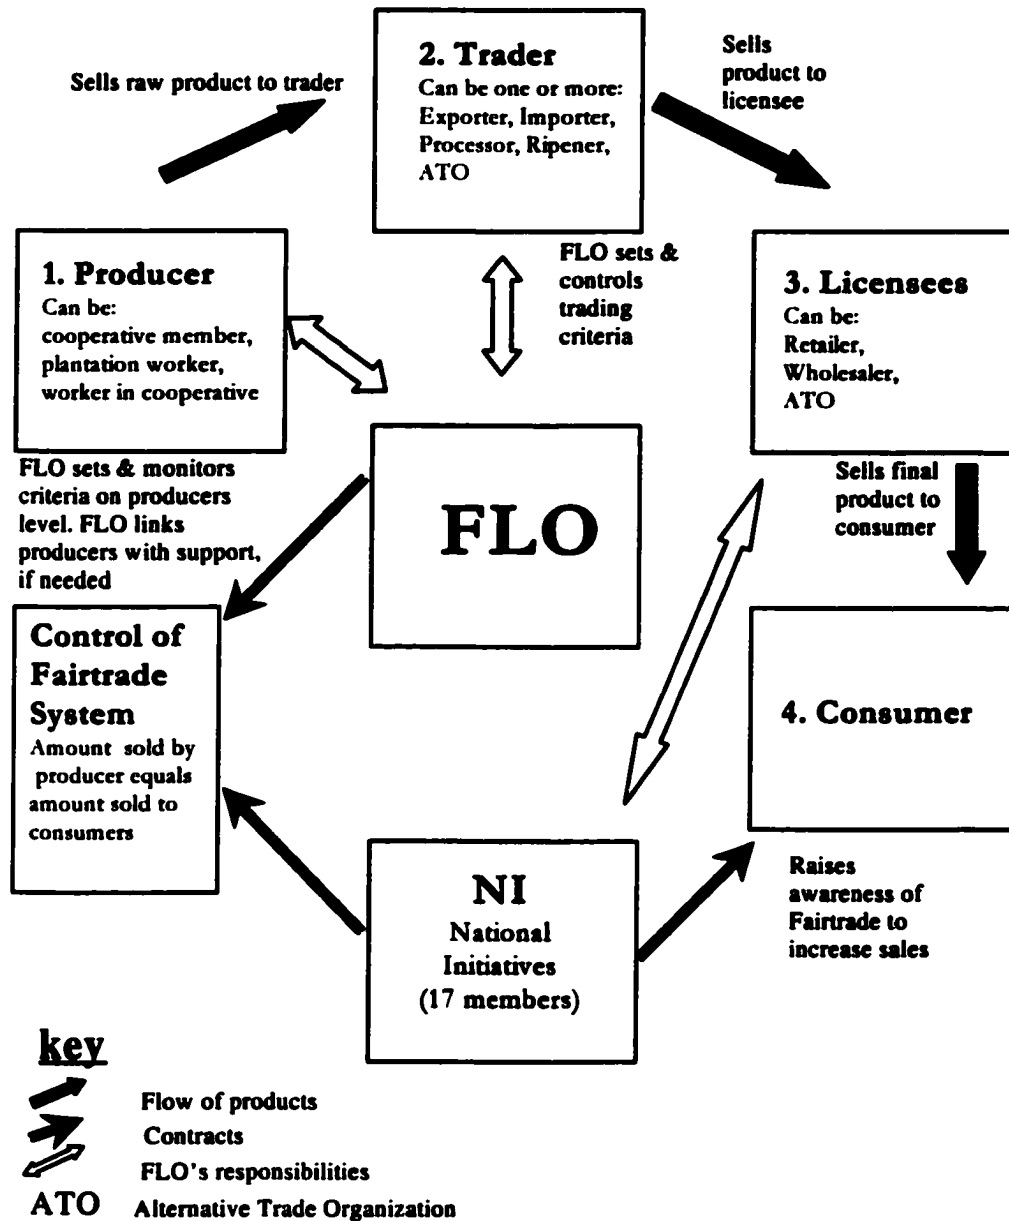 Sells raw product to trader
2. Trader
Can be one or more:
Exporter, Importer,
Processor, Ripener,
ATO
Sells
product to
licensee
1. Producer
Can be:
cooperative member,
plantation worker,
worker in cooperative
FLO sets &
controls
trading
criteria
3. Licensees
Can be:
Retailer,
Wholesaler,
ATO
FLO sets & monitors
criteria on producers
level. FLO links
producers with support,
if needed
FLO
Sells final
product to
consumer
Control of
Fairtrade
System
Amount sold by
producer equals
amount sold to
consumers
4. Consumer
NI
National
Initiatives
(17 members)
Raises
awareness of
Fairtrade to
increase sales
key
Flow of products
Contracts
FLO's responsibilities
ATO Alternative Trade Organization